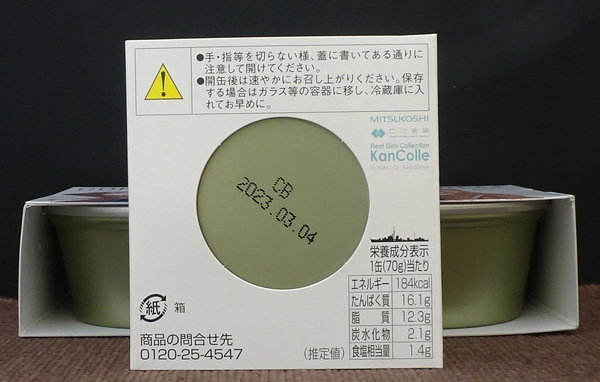 ●手・指等を切らない様、蓋に書いてある通りに
注意して開けてください。
●開缶後は速やかにお召し上がりください。保存
する場合はガラス等の容器に移し、冷蔵庫に入
れてお早めに。
MITSUKOSHI
Fleet Girls Collection
KanColle
CB
2023.03.04
栄養成分表示
1缶(70g)当たり
エネルギー 184kcal
たんぱく質 16.1g
脂 質 12.3g
炭水化物 2.1g
食塩相当量 1.4g
(推定値)
紙 箱
商品の問合せ先
0120-25-4547